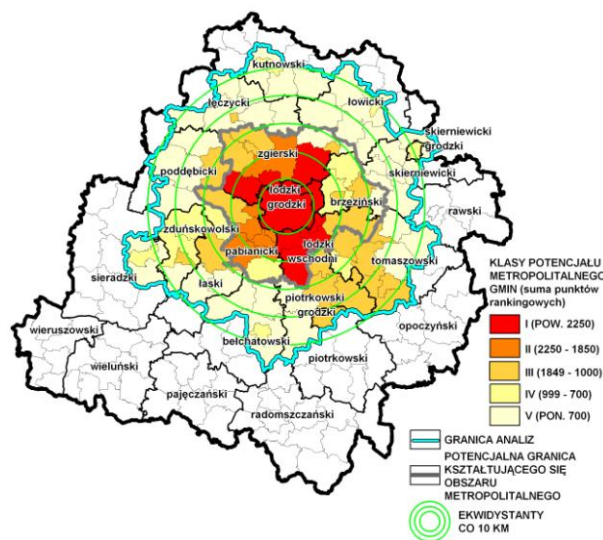 kutnowski
łęczycki
łowicki
skierniewicki
grodzki
zgierski
poddębicki
skierniewicki
łódzki
grodzki
brzeziński
rawski
zduńskowolski
łódzki
wschodni
pabianicki
tomaszowski
sieradzki
łaski
piotrkowski
grodzki
wieruszowski
bełchatowski
opoczyński
wieluński
piotrkowski
pajęczański
radomszczański
KLASY POTENCJAŁU
METROPOLITALNEGO
GMIN (suma punktów
rankingowych)
I (POW. 2250)
II (2250 - 1850)
III (1849 - 1000)
IV (999 - 700)
V (PON. 700)
GRANICA ANALIZ
POTENCJALNA GRANICA
KSZTAŁTUJĄCEGO SIĘ
OBSZARU
METROPOLITALNEGO
EKWIDYSTANTY
CO 10 KM